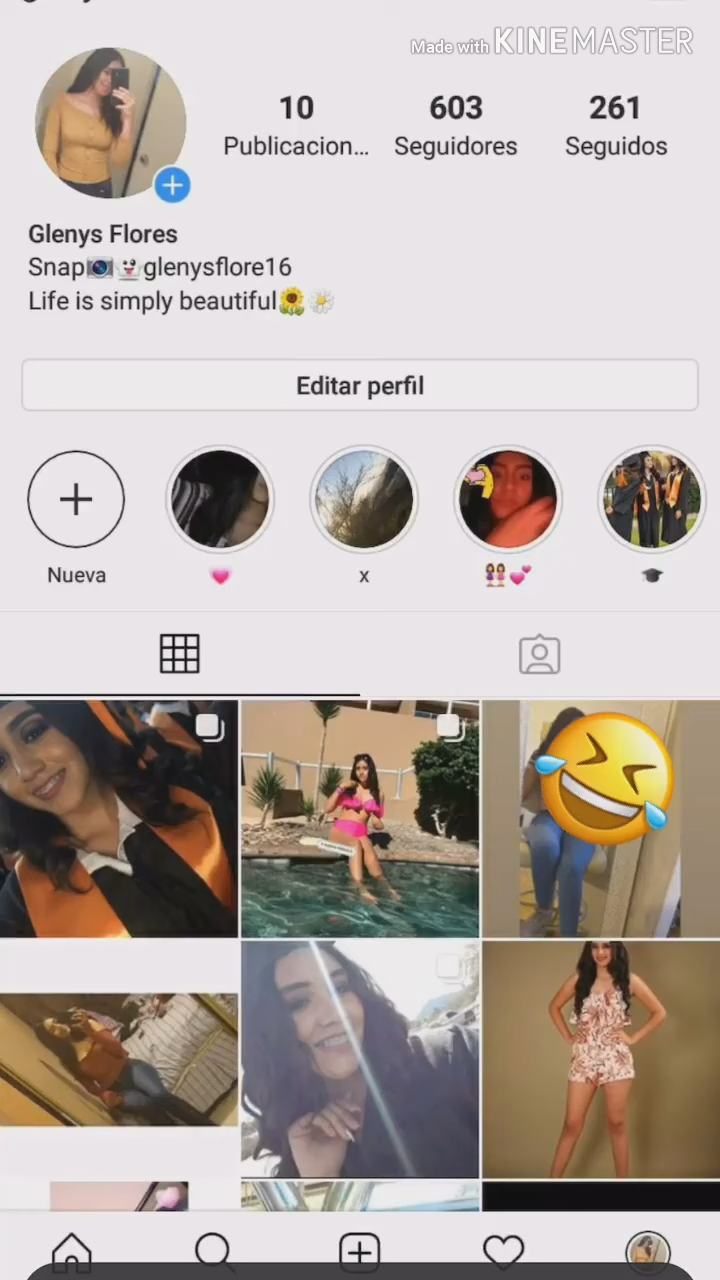 Made with KINEMASTER
10
603
261
Publicacion...
Seguidores
Seguidos
Glenys Flores
Snap📷👻glenysflore16
Life is simply beautiful🌻🌼
Editar perfil
Nueva
x